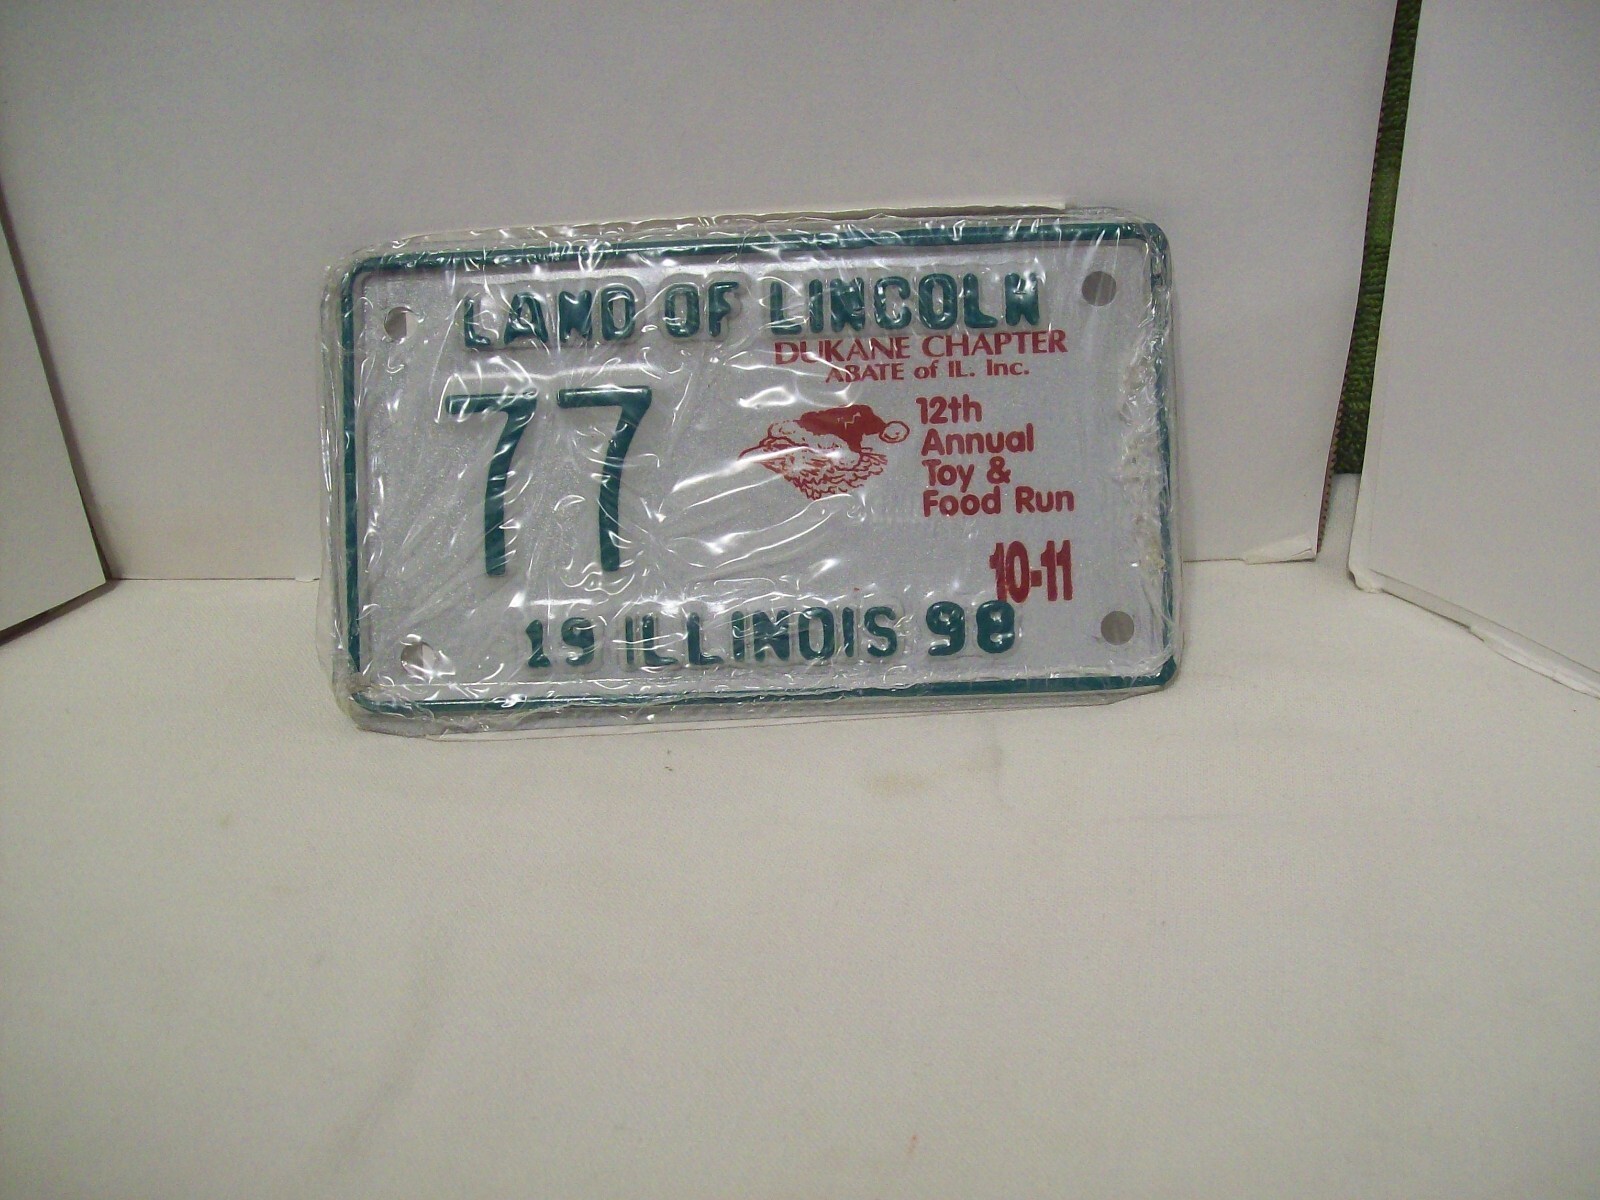 LAND OF LINCOLN
DUKANE CHAPTER
ABATE of IL. Inc.
77
12th
Annual
Toy &
Food Run
10-11
19 ILLINOIS 98